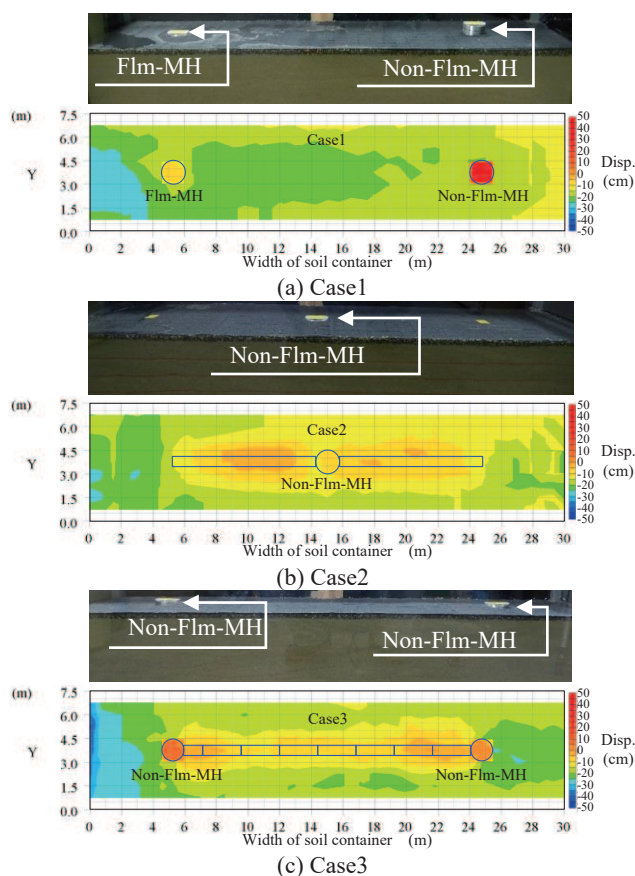 Flm-MH
Non-Flm-MH
(m)
7.5
6.0
4.5
Y
3.0
1.5
0.0
Case1
Flm-MH
Non-Flm-MH
0 2 4 6 8 10 12 14 16 18 20 22 24 26 28 30
Width of soil container (m)
Disp.
(cm)
50
40
30
20
10
0
-10
-20
-30
-40
-50
(a) Case1
Non-Flm-MH
(m)
7.5
6.0
4.5
Y
3.0
1.5
0.0
Case2
Non-Flm-MH
0 2 4 6 8 10 12 14 16 18 20 22 24 26 28 30
Width of soil container (m)
Disp.
(cm)
50
40
30
20
10
0
-10
-20
-30
-40
-50
(b) Case2
Non-Flm-MH
Non-Flm-MH
(m)
7.5
6.0
4.5
Y
3.0
1.5
0.0
Case3
Non-Flm-MH
Non-Flm-MH
0 2 4 6 8 10 12 14 16 18 20 22 24 26 28 30
Width of soil container (m)
Disp.
(cm)
50
40
30
20
10
0
-10
-20
-30
-40
-50
(c) Case3